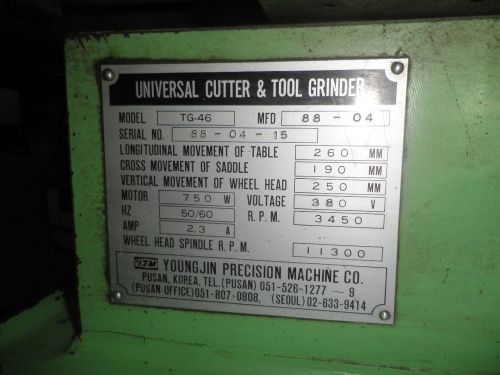 UNIVERSAL CUTTER & TOOL GRINDER
MODEL TG-46 MFD 88-04
SERIAL NO. 88-04-15
LONGITUDINAL MOVEMENT OF TABLE 260 MM
CROSS MOVEMENT OF SADDLE 190 MM
VERTICAL MOVEMENT OF WHEEL HEAD 250 MM
MOTOR 750 W VOLTAGE 380 V
HZ 50/60 R.P.M. 3450
AMP 2.3 A
WHEEL HEAD SPINDLE R.P.M. 11300
YOUNGJIN PRECISION MACHINE CO.
PUSAN, KOREA. TEL. (PUSAN) 051-526-1277 ~ 9
(PUSAN OFFICE) 051-807-0808, (SEOUL) 02-633-9414